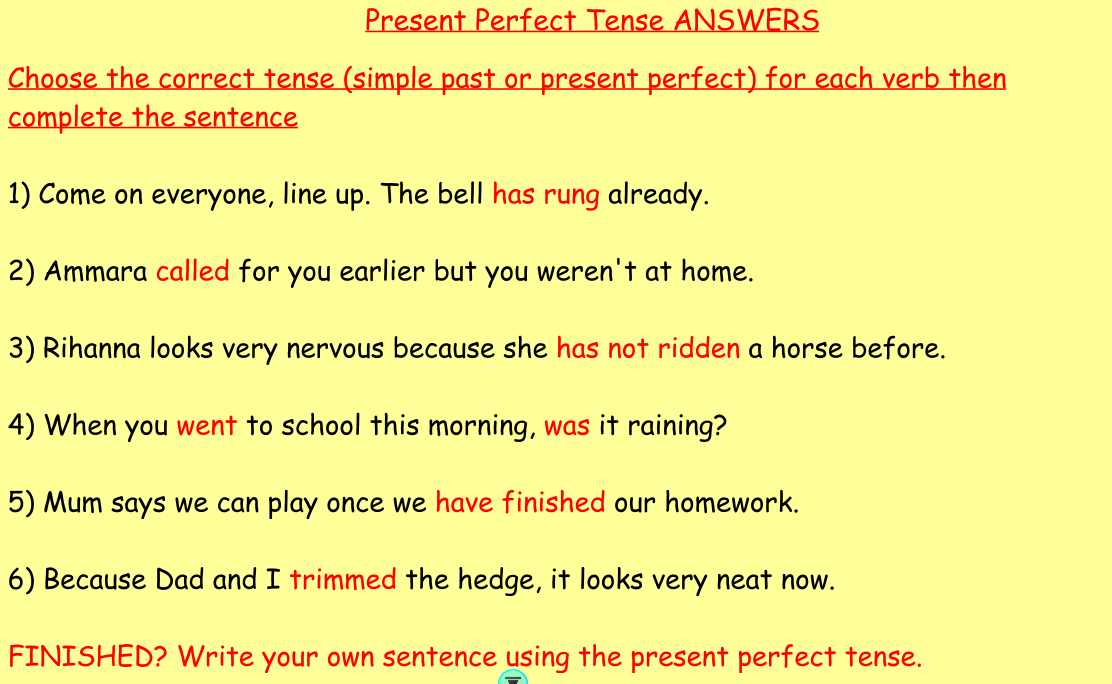 Present Perfect Tense ANSWERS
Choose the correct tense (simple past or present perfect) for each verb then
complete the sentence
1) Come on everyone, line up. The bell has rung already.
2) Ammara called for you earlier but you weren't at home.
3) Rihanna looks very nervous because she has not ridden a horse before.
4) When you went to school this morning, was it raining?
5) Mum says we can play once we have finished our homework.
6) Because Dad and I trimmed the hedge, it looks very neat now.
FINISHED? Write your own sentence using the present perfect tense.